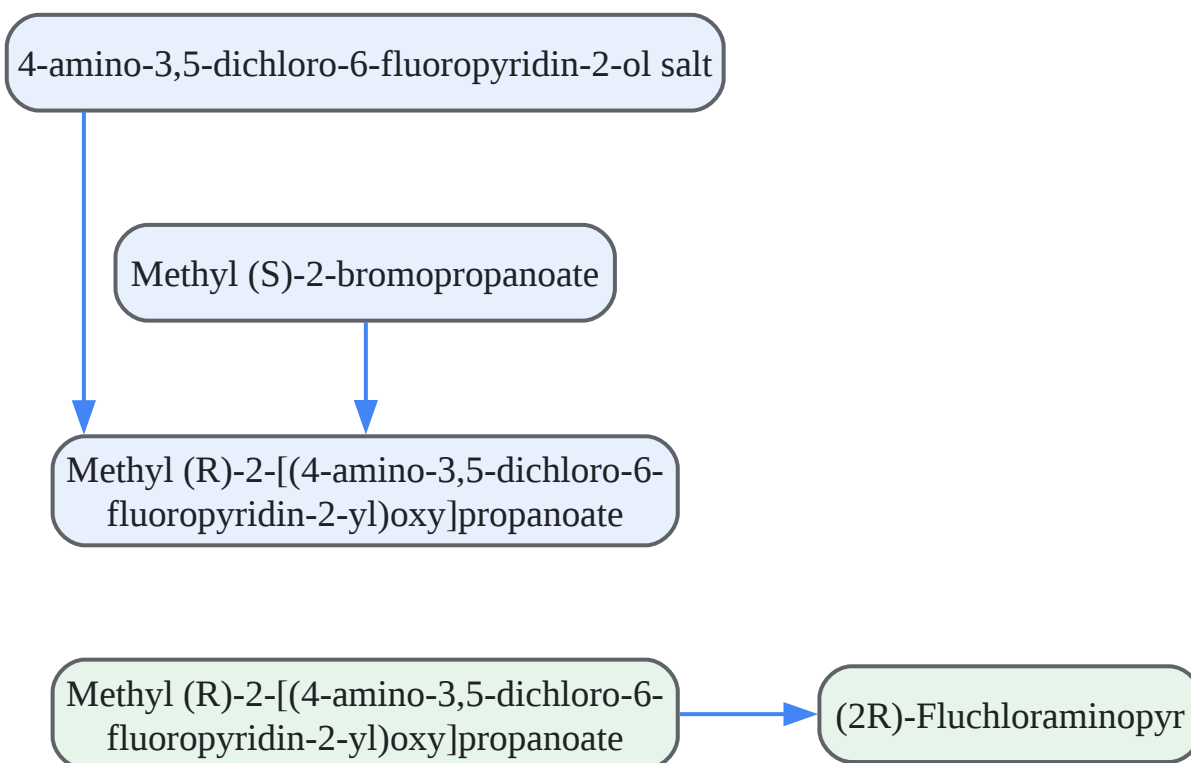 4-amino-3,5-dichloro-6-fluoropyridin-2-ol salt
Methyl (S)-2-bromopropanoate
Methyl (R)-2-[(4-amino-3,5-dichloro-6-
fluoropyridin-2-yl)oxy]propanoate
Methyl (R)-2-[(4-amino-3,5-dichloro-6-
fluoropyridin-2-yl)oxy]propanoate
(2R)-Fluchloraminopyr